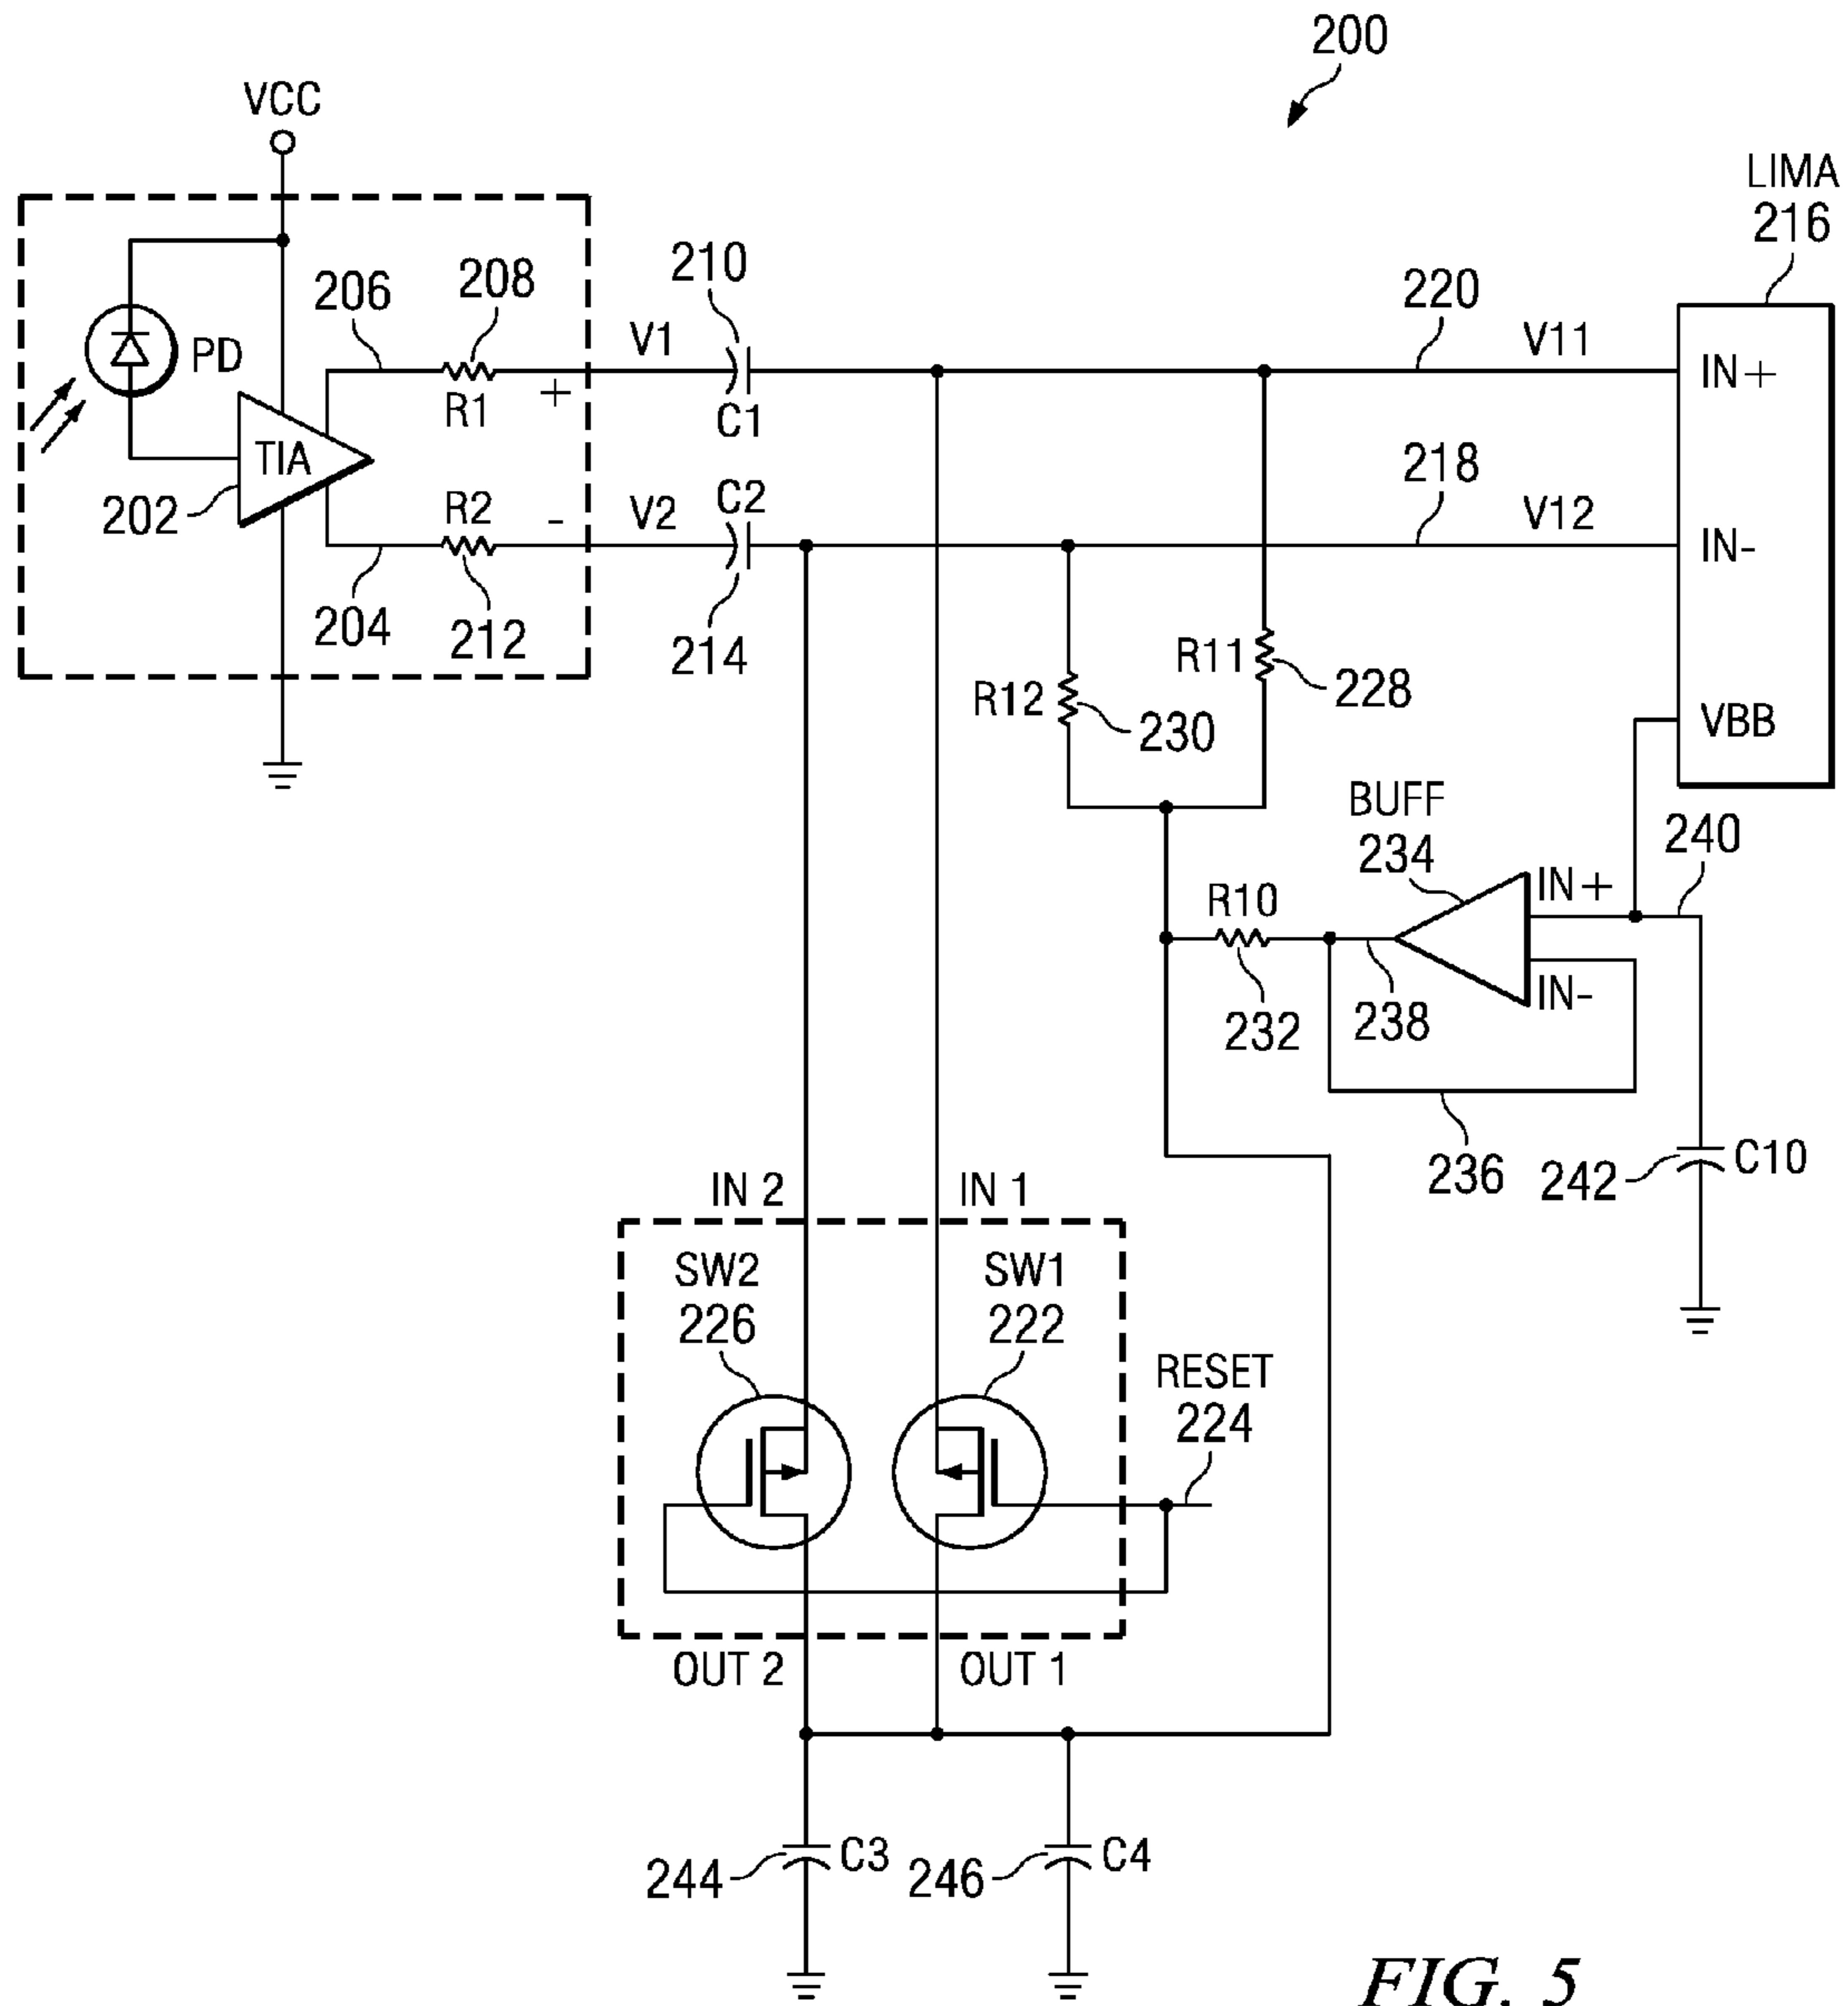 200
VCC
LIMA
216
206
208
210
220
V1
V11
PD
+
R1
C1
IN+
TIA
202
R2
-
V2
C2
218
V12
IN-
204
212
214
R11
228
R12
230
VBB
BUFF
234
240
IN+
R10
IN-
232
238
236
242
C10
IN 2
IN 1
SW2
226
SW1
222
RESET
224
OUT 2
OUT 1
244
C3
246
C4
FIG. 5